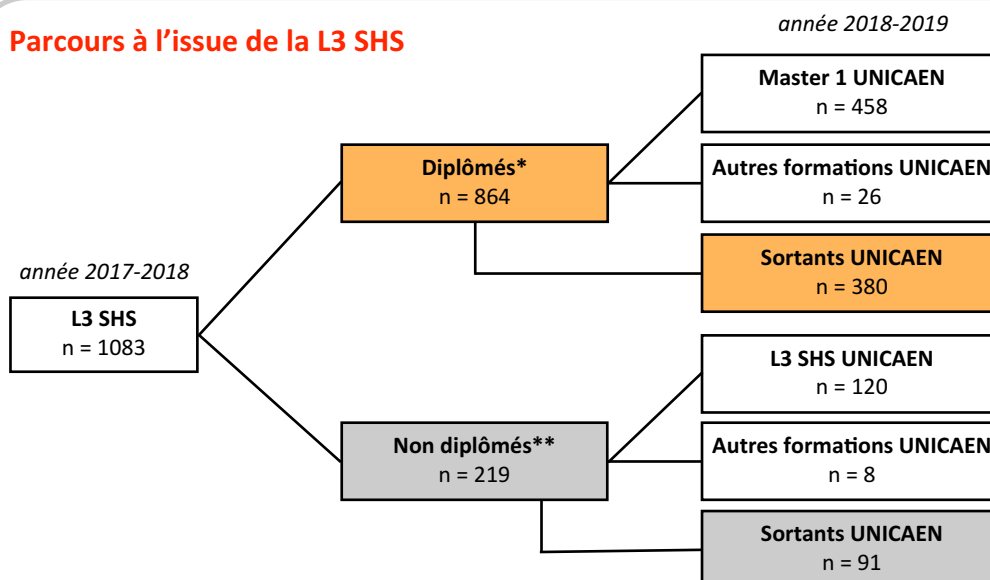 Parcours à l’issue de la L3 SHS
année 2018-2019
Master 1 UNICAEN
n = 458
Diplômés*
n = 864
Autres formations UNICAEN
n = 26
Sortants UNICAEN
n = 380
année 2017-2018
L3 SHS
n = 1083
L3 SHS UNICAEN
n = 120
Non diplômés**
n = 219
Autres formations UNICAEN
n = 8
Sortants UNICAEN
n = 91